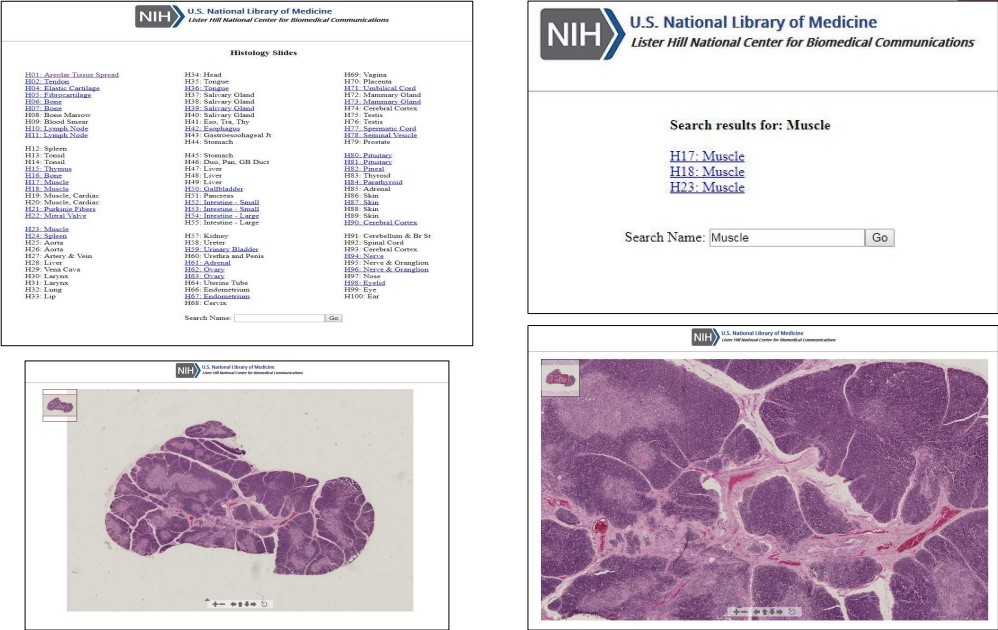 NIH
U.S. National Library of Medicine
Lister Hill National Center for Biomedical Communications
Histology Slides
H01: Areolar Tissue Spread
H02: Tendon
H04: Elastic Cartilage
H05: Fibrocartilage
H06: Bone
H07: Bone
H08: Bone Marrow
H09: Blood Smear
H10: Lymph Node
H11: Lymph Node
H12: Spleen
H13: Tonsil
H14: Tonsil
H15: Thymus
H16: Bone
H17: Muscle
H18: Muscle
H19: Muscle, Cardiac
H20: Muscle, Cardiac
H21: Purkinje Fibers
H22: Mitral Valve
H23: Muscle
H24: Spleen
H25: Aorta
H26: Aorta
H27: Artery & Vein
H28: Liver
H29: Vena Cava
H30: Larynx
H31: Larynx
H32: Lung
H33: Lip
H34: Head
H35: Tongue
H36: Tongue
H37: Salivary Gland
H38: Salivary Gland
H39: Salivary Gland
H40: Salivary Gland
H41: Eso, Tra, Thy
H42: Esophagus
H43: Gastroesohageal Jt
H44: Stomach
H45: Stomach
H46: Duo, Pan, GB Duct
H47: Liver
H48: Liver
H49: Liver
H50: Gallbladder
H51: Pancreas
H52: Intestine - Small
H53: Intestine - Small
H54: Intestine - Large
H55: Intestine - Large
H57: Kidney
H58: Ureter
H59: Urinary Bladder
H60: Urethra and Penis
H61: Adrenal
H62: Ovary
H63: Ovary
H64: Uterine Tube
H66: Endometrium
H67: Endometrium
H68: Cervix
H69: Vagina
H70: Placenta
H71: Umbilical Cord
H72: Mammary Gland
H73: Mammary Gland
H74: Cerebral Cortex
H75: Testis
H76: Testis
H77: Spermatic Cord
H78: Seminal Vesicle
H79: Prostate
H80: Pituitary
H81: Pituitary
H82: Pineal
H83: Thyroid
H84: Parathyroid
H85: Adrenal
H86: Skin
H87: Skin
H88: Skin
H89: Skin
H90: Cerebral Cortex
H91: Cerebellum & Br St
H92: Spinal Cord
H93: Cerebral Cortex
H94: Nerve
H95: Nerve & Granglion
H96: Nerve & Granglion
H97: Nose
H98: Eyelid
H99: Eye
H100: Ear
Search Name: Go
NIH
U.S. National Library of Medicine
Lister Hill National Center for Biomedical Communications
Search results for: Muscle
H17: Muscle
H18: Muscle
H23: Muscle
Search Name: Muscle Go
NIH
U.S. National Library of Medicine
Lister Hill National Center for Biomedical Communications
NIH
U.S. National Library of Medicine
Lister Hill National Center for Biomedical Communications